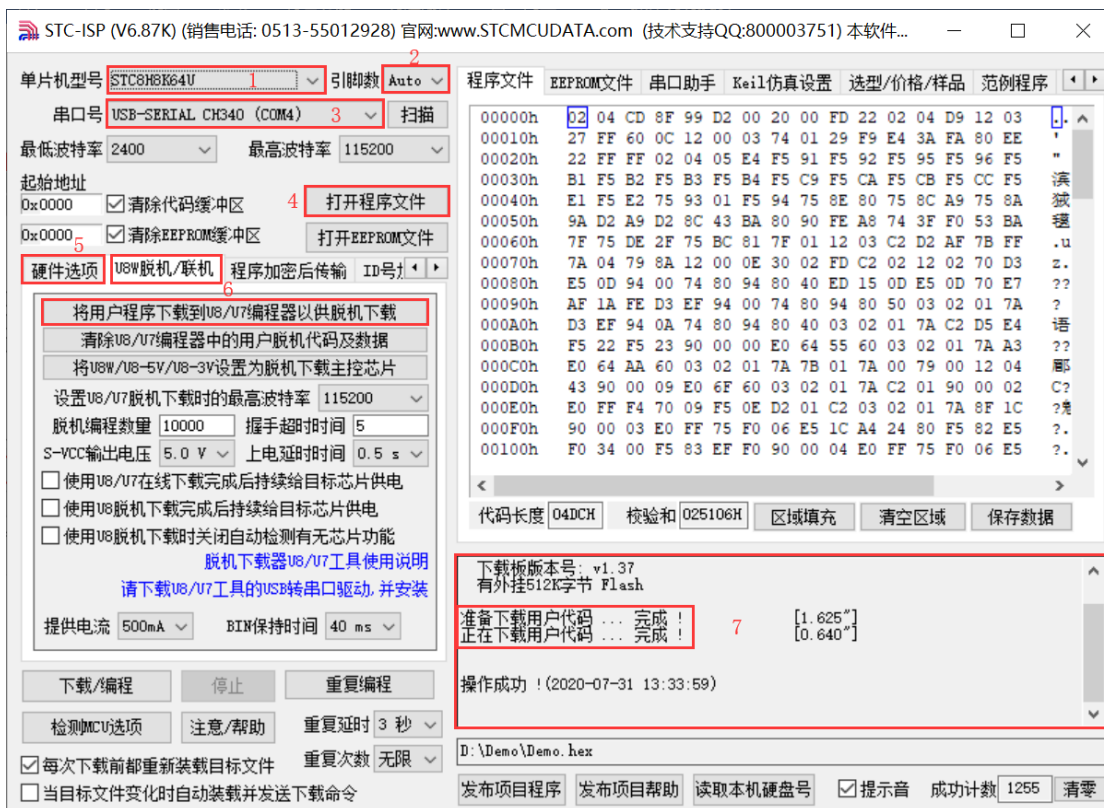 STC-ISP (V6.87K) (销售电话: 0513-55012928) 官网:www.STCMCUDATA.com (技术支持QQ:800003751) 本软件...
单片机型号 STC8H8K64U 1 引脚数 Auto 2
串口号 USB-SERIAL CH340 (COM4) 3 扫描
最低波特率 2400 最高波特率 115200
起始地址
0x0000 清除代码缓冲区 4 打开程序文件
0x0000 清除EEPROM缓冲区 打开EEPROM文件
5
硬件选项 U8W脱机/联机 程序加密后传输 ID号
6
将用户程序下载到U8/U7编程器以供脱机下载
清除U8/U7编程器中的用户脱机代码及数据
将U8W/U8-5V/U8-3V设置为脱机下载主控芯片
设置U8/U7脱机下载时的最高波特率 115200
脱机编程数量 10000 握手超时时间 5
S-VCC输出电压 5.0 V 上电延时时间 0.5 s
使用U8/U7在线下载完成后持续给目标芯片供电
使用U8脱机下载完成后持续给目标芯片供电
使用U8脱机下载时关闭自动检测有无芯片功能
脱机下载器U8/U7工具使用说明
请下载U8/U7工具的USB转串口驱动,并安装
提供电流 500mA BIN保持时间 40 ms
下载/编程 停止 重复编程
检测MCU选项 注意/帮助 重复延时 3 秒
每次下载前都重新装载目标文件 重复次数 无限
当目标文件变化时自动装载并发送下载命令
程序文件 EEPROM文件 串口助手 Keil仿真设置 选型/价格/样品 范例程序
00000h 02 04 CD 8F 99 D2 00 20 00 FD 22 02 04 D9 12 03 ..
00010h 27 FF 60 0C 12 00 03 74 01 29 F9 E4 3A FA 80 EE '
00020h 22 FF FF 02 04 05 E4 F5 91 F5 92 F5 95 F5 96 F5 "
00030h B1 F5 B2 F5 B3 F5 B4 F5 C9 F5 CA F5 CB F5 CC F5
00040h E1 F5 E2 75 93 01 F5 94 75 8E 80 75 8C A9 75 8A
00050h 9A D2 A9 D2 8C 43 BA 80 90 FE A8 74 3F F0 53 BA
00060h 7F 75 DE 2F 75 BC 81 7F 01 12 03 C2 D2 AF 7B FF .u
00070h 7A 04 79 8A 12 00 0E 30 02 FD C2 02 12 02 70 D3 z.
00080h E5 0D 94 00 74 80 94 80 40 ED 15 0D E5 0D 70 E7 ??
00090h AF 1A FE D3 EF 94 00 74 80 94 80 50 03 02 01 7A ?
000A0h D3 EF 94 0A 74 80 94 80 40 03 02 01 7A C2 D5 E4 语
000B0h F5 22 F5 23 90 00 00 E0 64 55 60 03 02 01 7A A3 ??
000C0h E0 64 AA 60 03 02 01 7A 7B 01 7A 00 79 00 12 04
000D0h 43 90 00 09 E0 6F 60 03 02 01 7A C2 01 90 00 02 C?
000E0h E0 FF F4 70 09 F5 0E D2 01 C2 03 02 01 7A 8F 1C
000F0h 90 00 03 E0 FF 75 F0 06 E5 1C A4 24 80 F5 82 E5 ?.
00100h F0 34 00 F5 83 EF F0 90 00 04 E0 FF 75 F0 06 E5 ?.
代码长度 04DCH 校验和 025106H 区域填充 清空区域 保存数据
下载板版本号: v1.37
有外挂512K字节 Flash
准备下载用户代码 ... 完成 ! [1.625″]
正在下载用户代码 ... 完成 ! 7 [0.640″]
操作成功 !(2020-07-31 13:33:59)
D:\Demo\Demo.hex
发布项目程序 发布项目帮助 读取本机硬盘号 提示音 成功计数 1255 清零